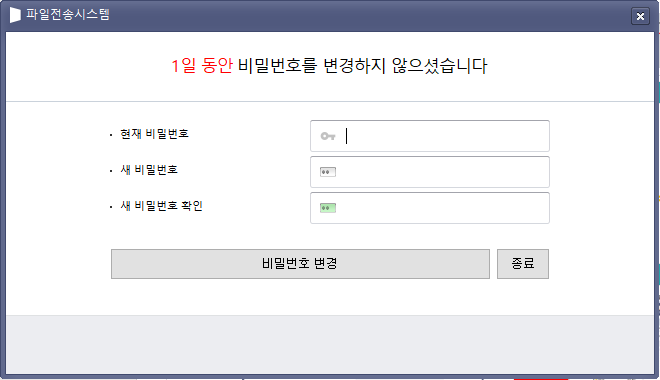 파일전송시스템
1일 동안 비밀번호를 변경하지 않으셨습니다
• 현재 비밀번호
• 새 비밀번호
• 새 비밀번호 확인
비밀번호 변경 종료